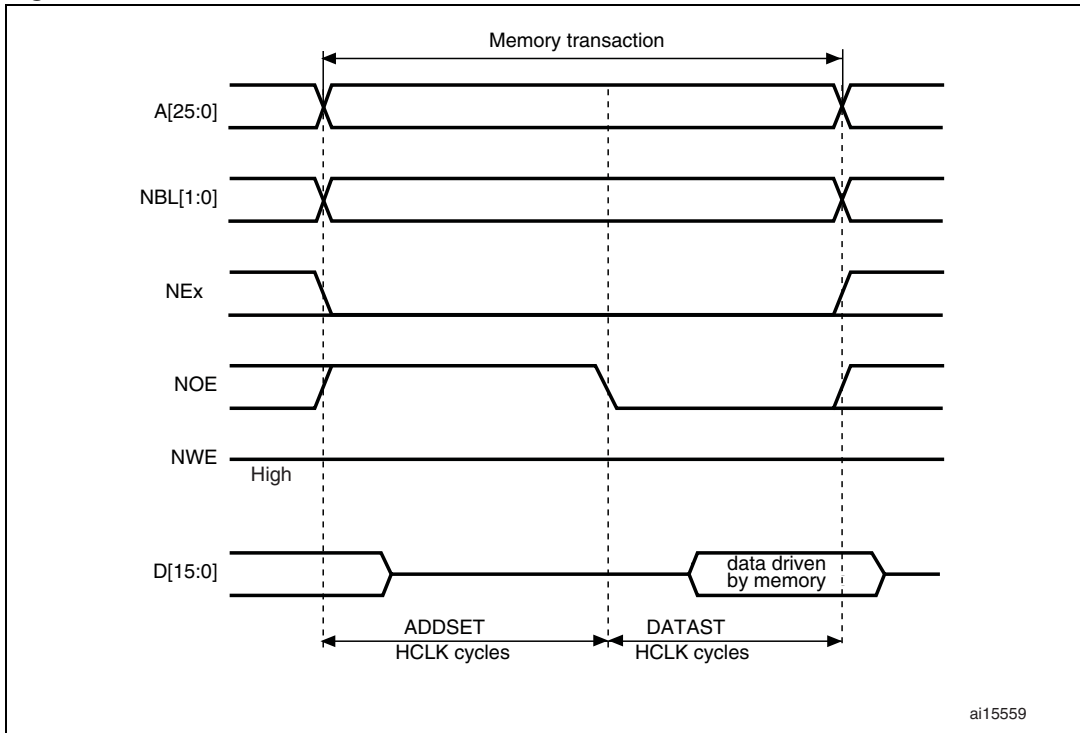 Memory transaction
A[25:0]
NBL[1:0]
NEx
NOE
NWE
High
D[15:0]
data driven
by memory
ADDSET
HCLK cycles
DATAST
HCLK cycles
ai15559